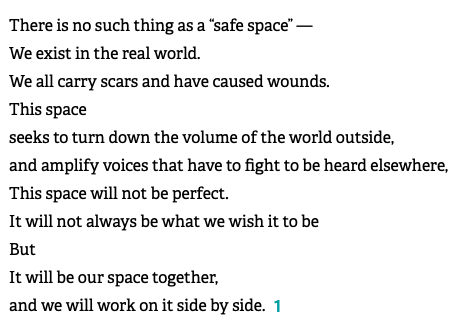 There is no such thing as a “safe space” —
We exist in the real world.
We all carry scars and have caused wounds.
This space
seeks to turn down the volume of the world outside,
and amplify voices that have to fight to be heard elsewhere,
This space will not be perfect.
It will not always be what we wish it to be
But
It will be our space together,
and we will work on it side by side. 1